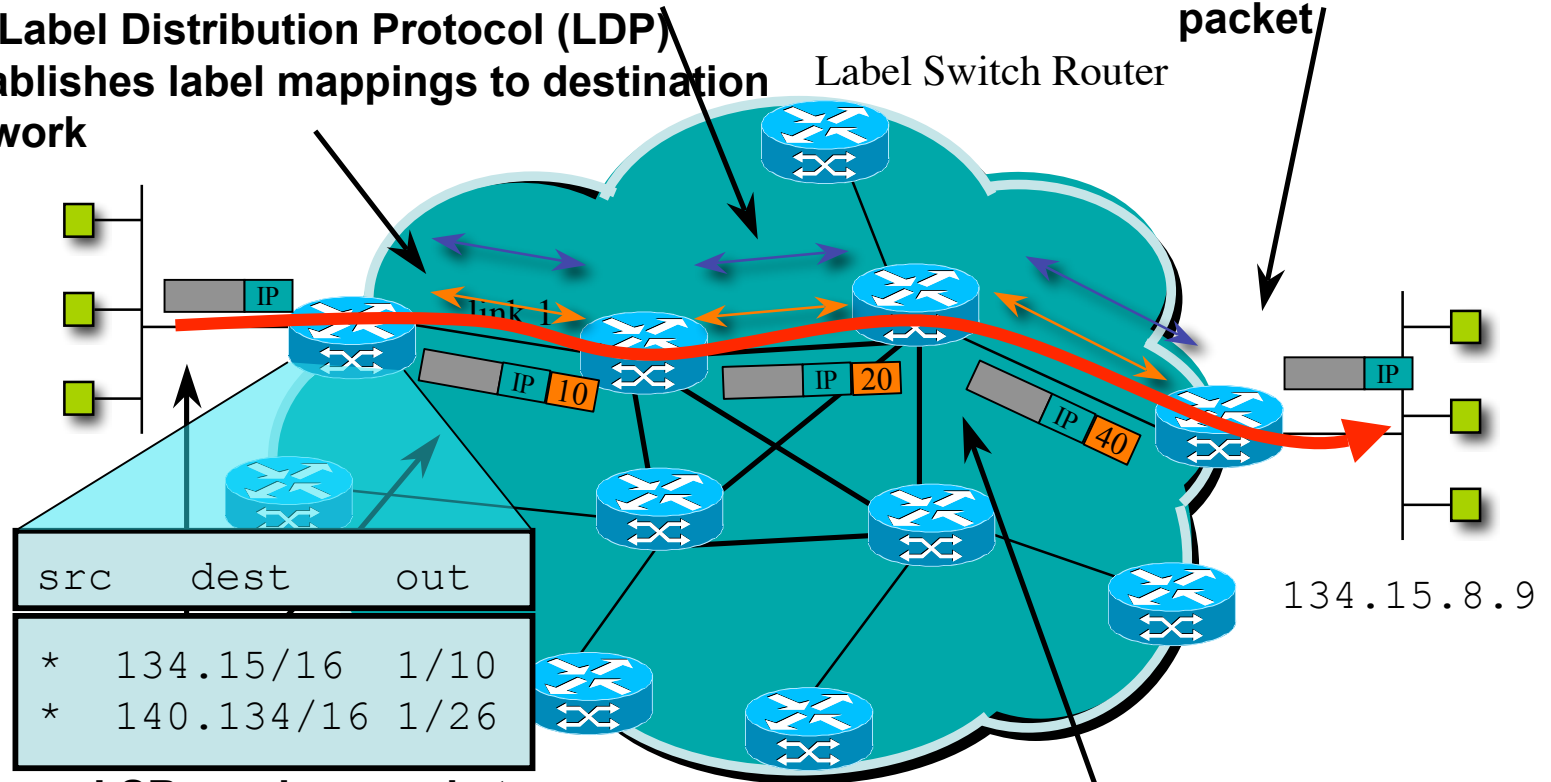 Label Distribution Protocol (LDP)
ablishes label mappings to destination
work
packet
Label Switch Router
IP
link 1
IP 10
IP 20
IP 40
IP
src dest out
* 134.15/16 1/10
* 140.134/16 1/26
134.15.8.9